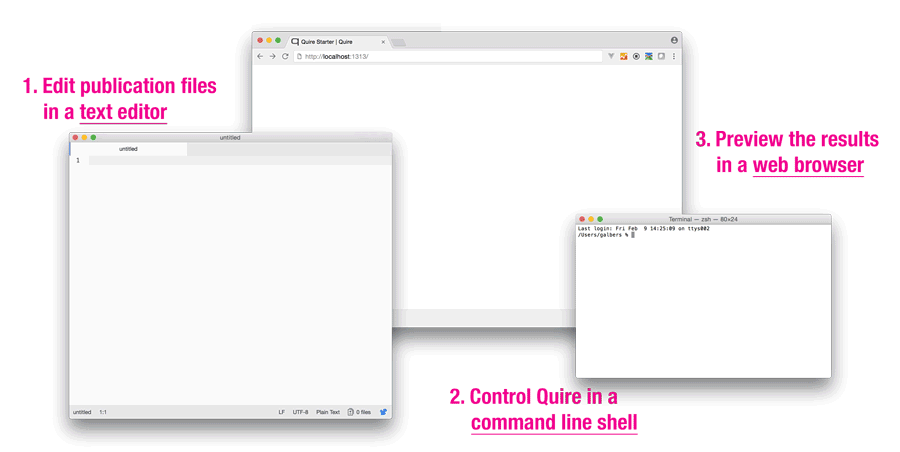 Quire Starter | Quire
http://localhost:1313/
1. Edit publication files
in a text editor
untitled
untitled
1
3. Preview the results
in a web browser
Terminal — zsh — 80×24
Last login: Fri Feb  9 14:25:09 on ttys002
/Users/galbers %
untitled 1:1 LF UTF-8 Plain Text 0 files
2. Control Quire in a
command line shell